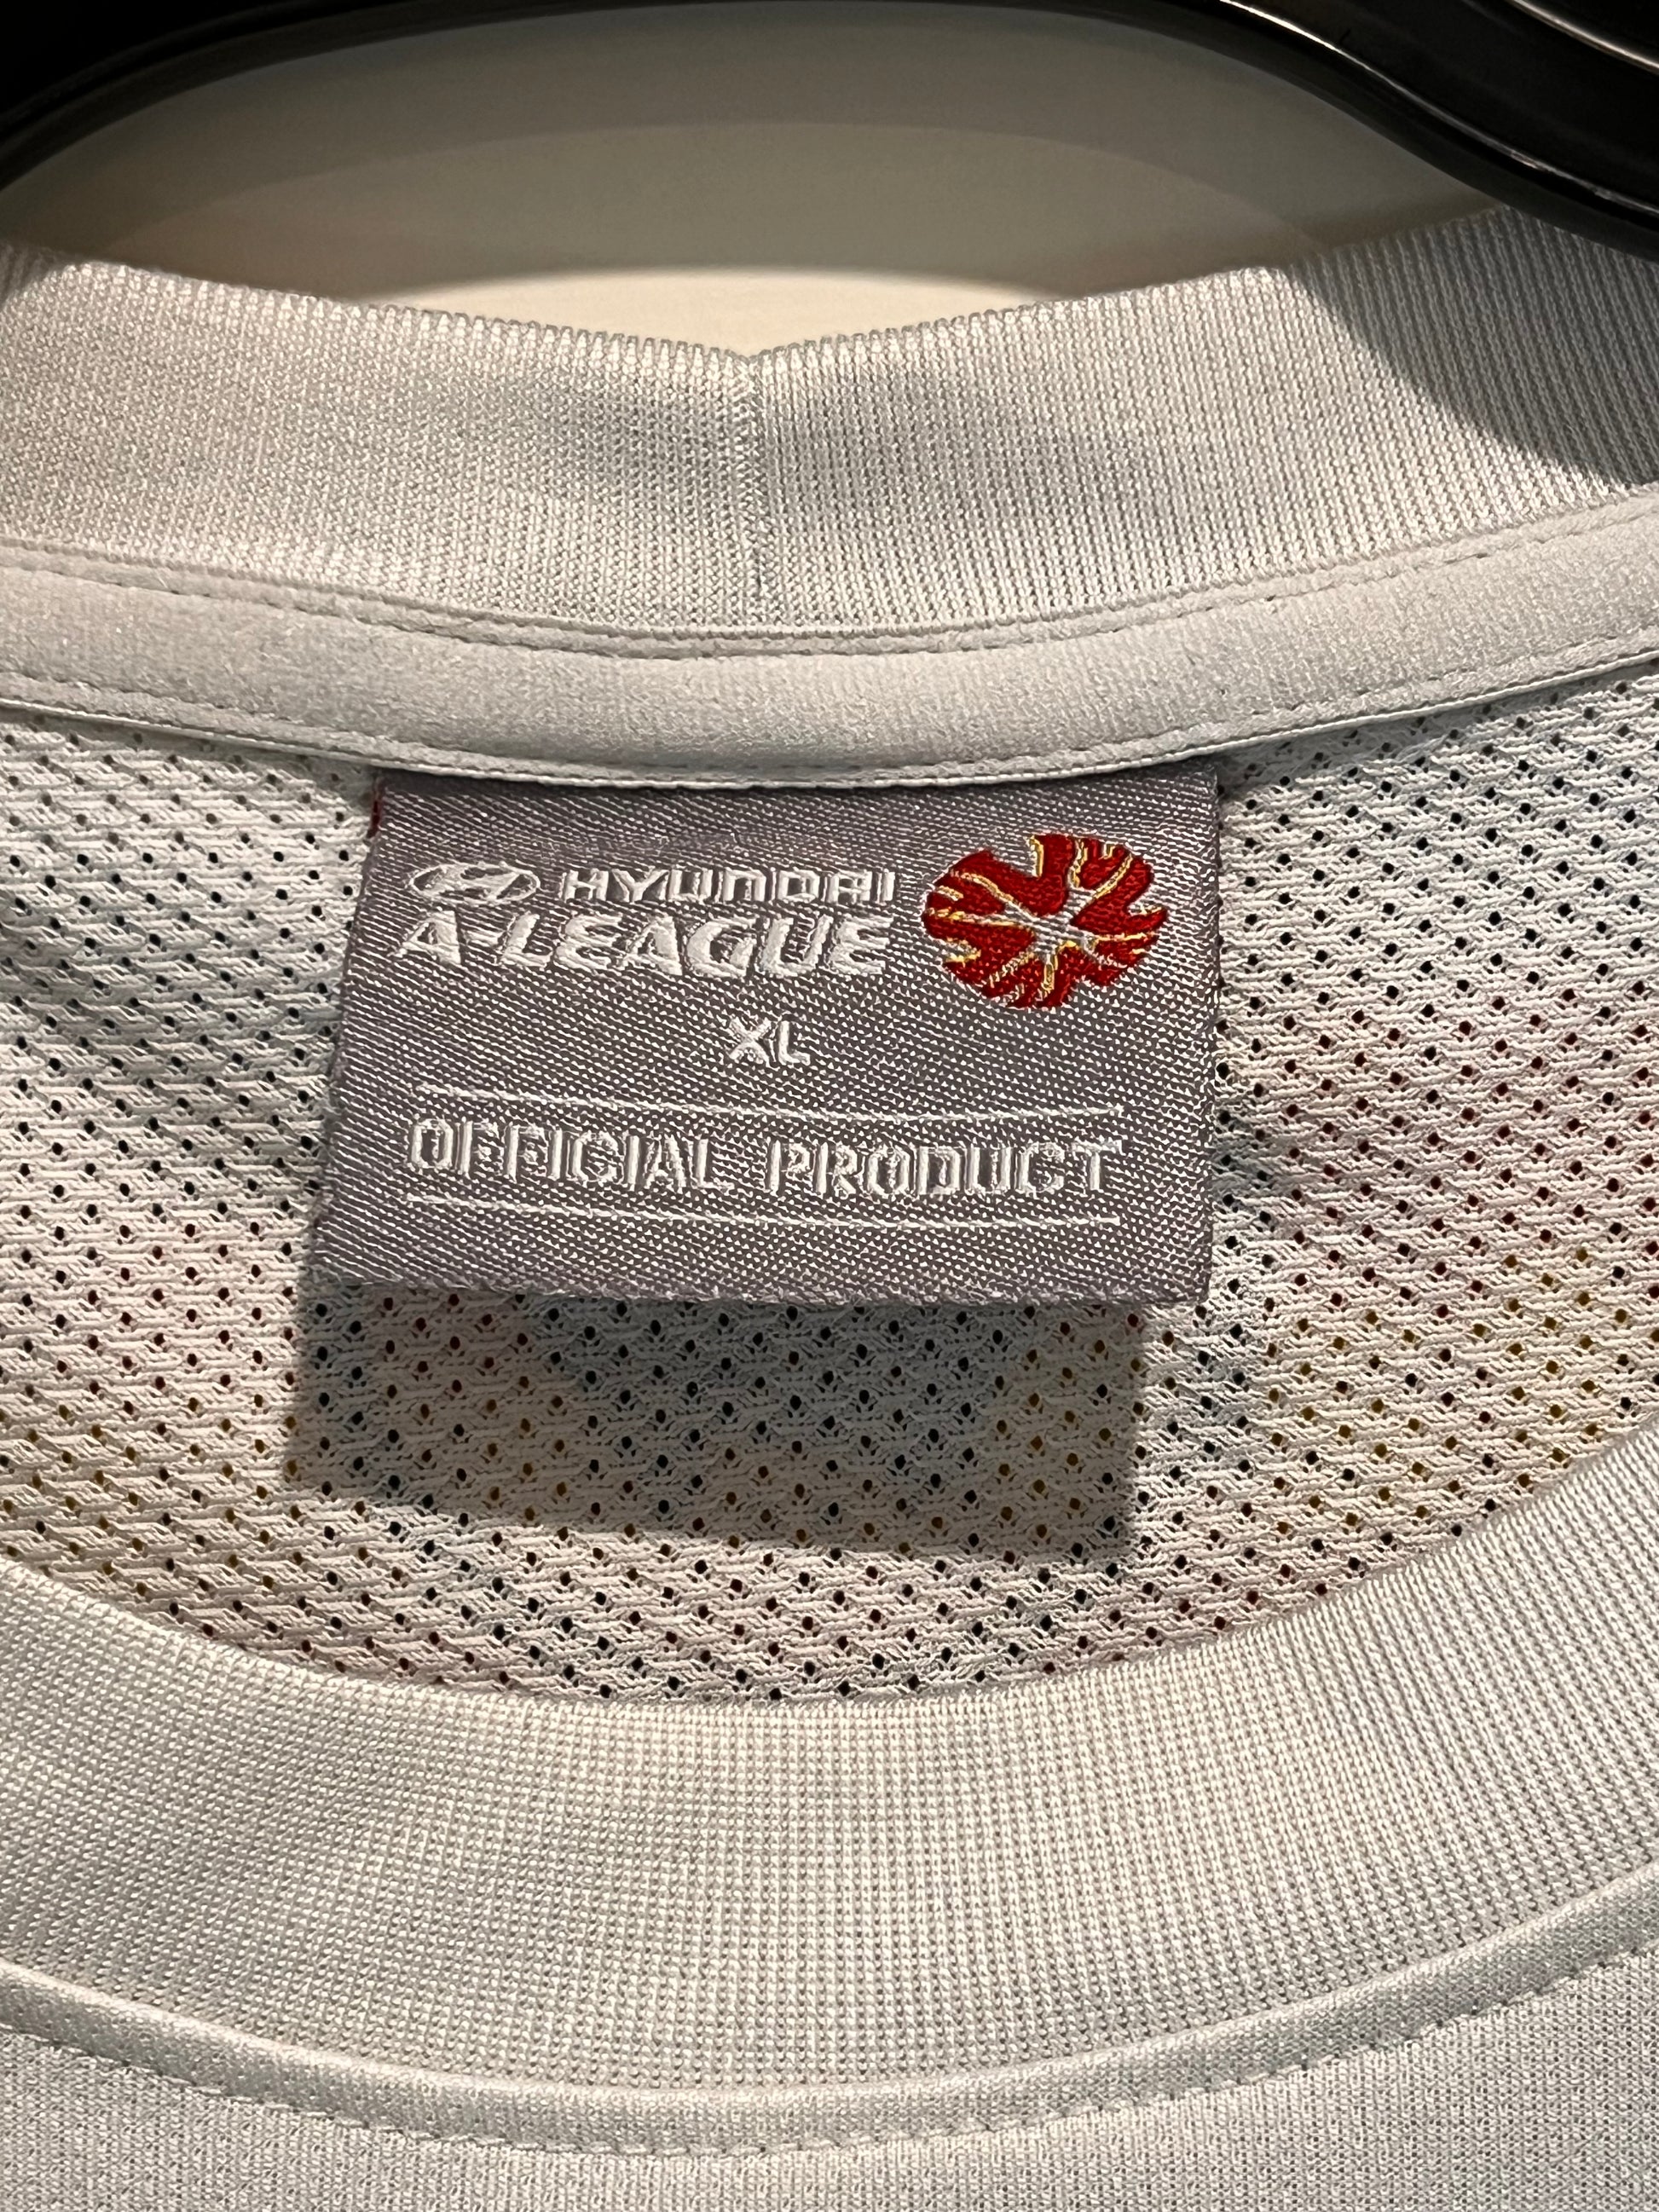 HYUNDAI
A-LEAGUE
XL
OFFICIAL PRODUCT